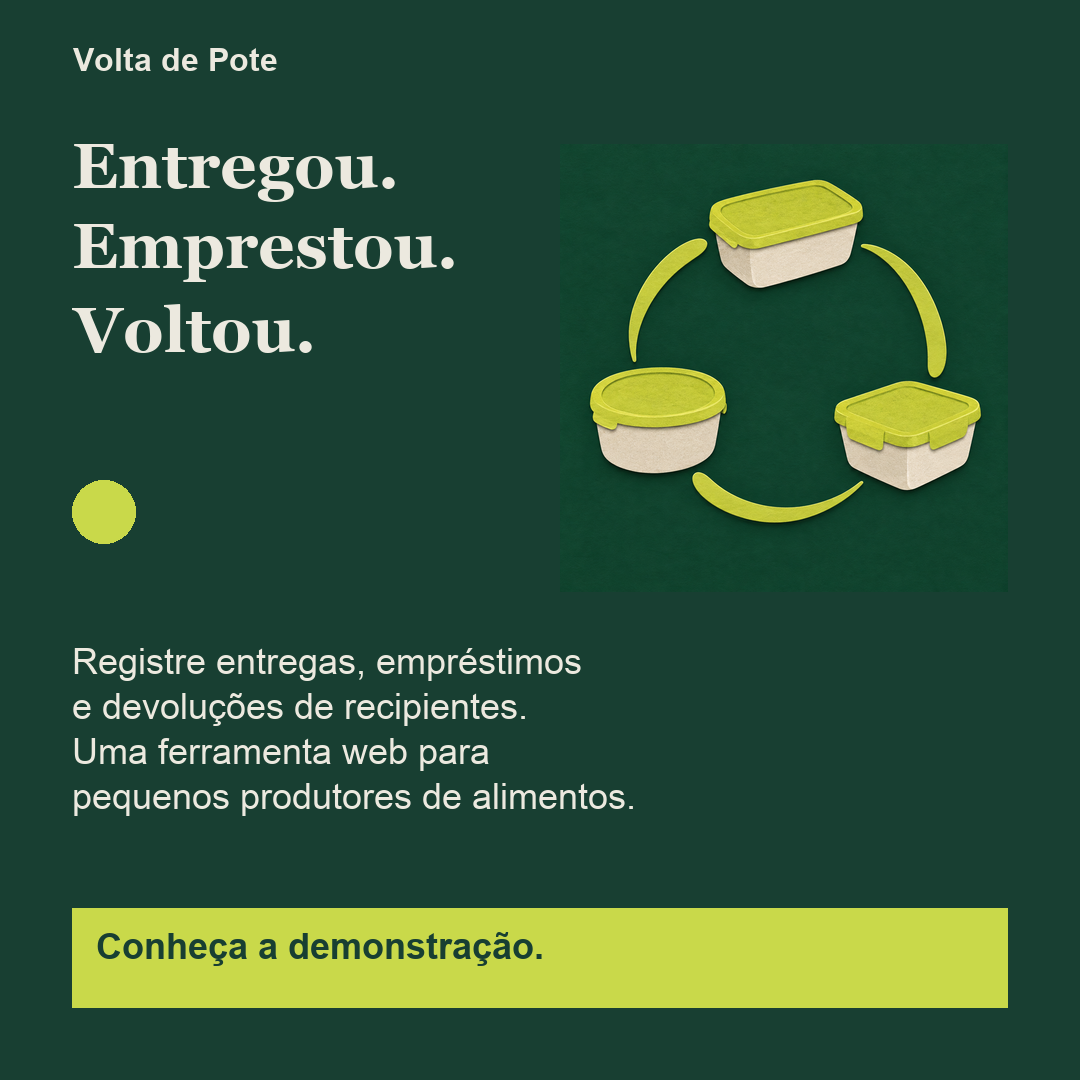 Volta de Pote
Entregou.
Emprestou.
Voltou.
Registre entregas, empréstimos
e devoluções de recipientes.
Uma ferramenta web para
pequenos produtores de alimentos.
Conheça a demonstração.